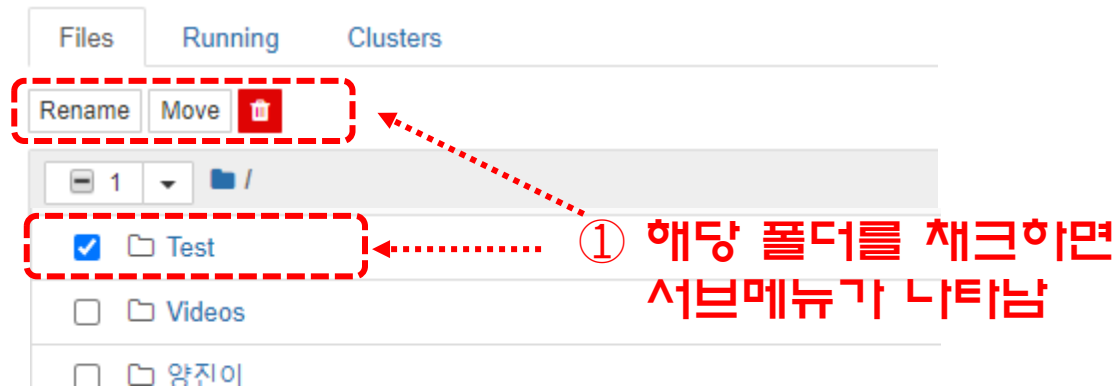 Files Running Clusters
Rename Move
1 /
Test
① 해당 폴더를 채크하면
서브메뉴가 나타남
Videos
양진이